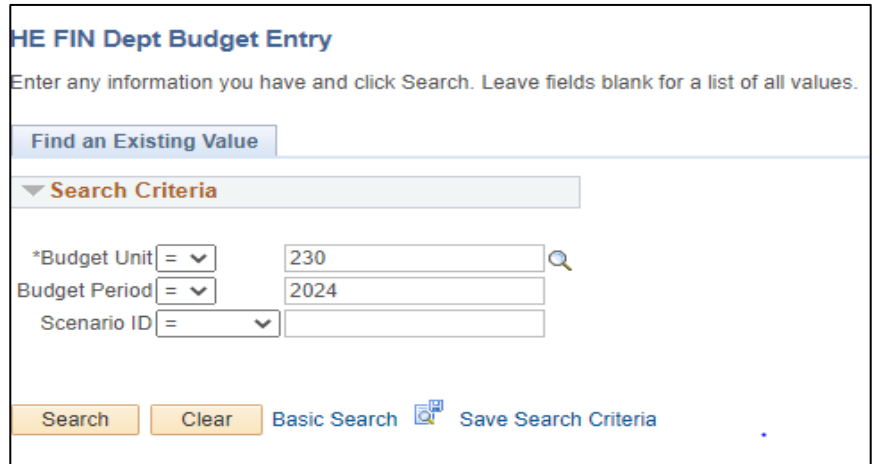 HE FIN Dept Budget Entry
Enter any information you have and click Search. Leave fields blank for a list of all values.
Find an Existing Value
Search Criteria
*Budget Unit = 230
Budget Period = 2024
Scenario ID =
Search Clear Basic Search Save Search Criteria